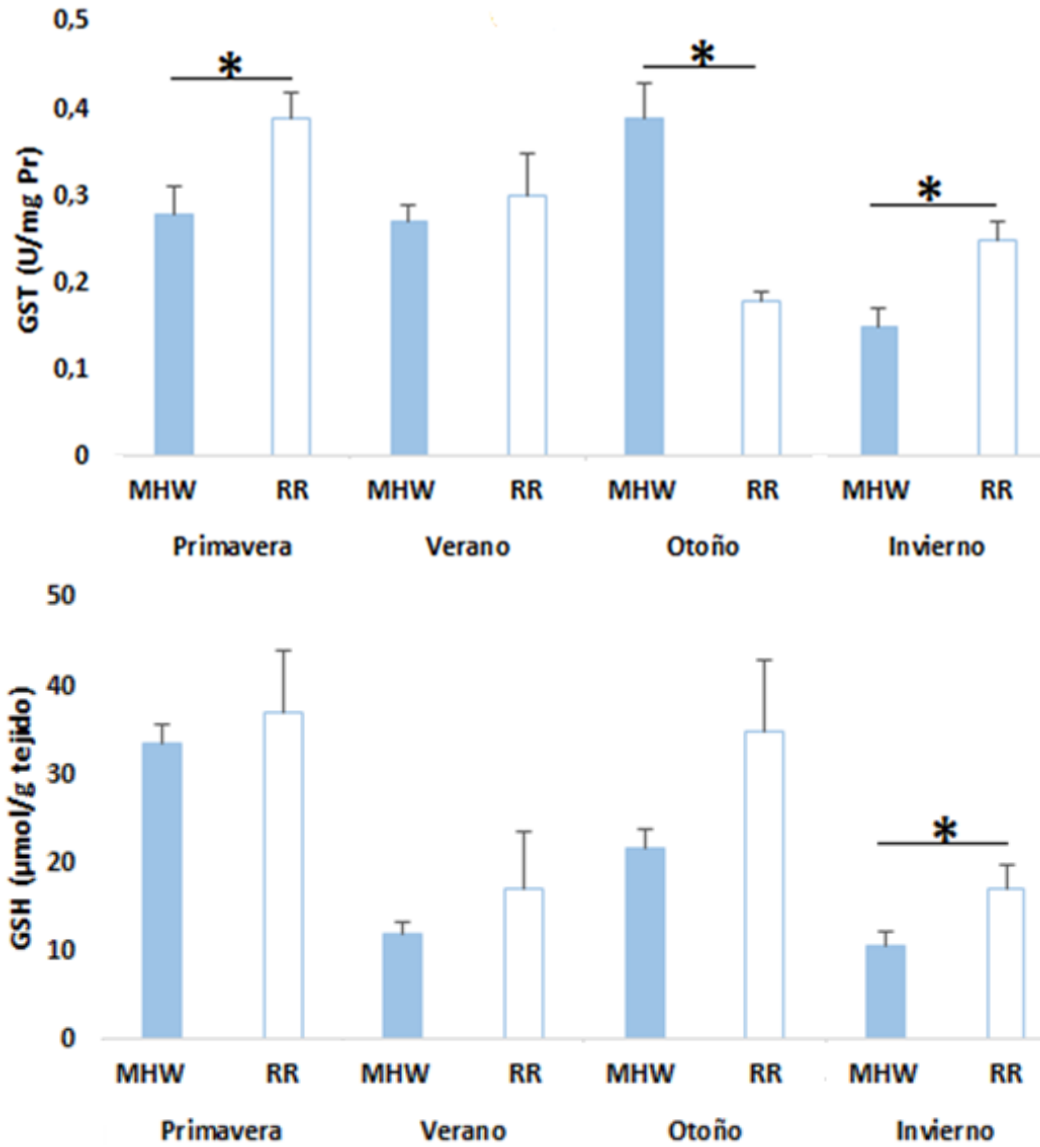 0,5
* *
0,4
0,3
*
0,2
0,1
0
GST (U/mg Pr)
MHW RR MHW RR MHW RR MHW RR
Primavera Verano Otoño Invierno
50
40
30
20
*
10
0
GSH (µmol/g tejido)
MHW RR MHW RR MHW RR MHW RR
Primavera Verano Otoño Invierno